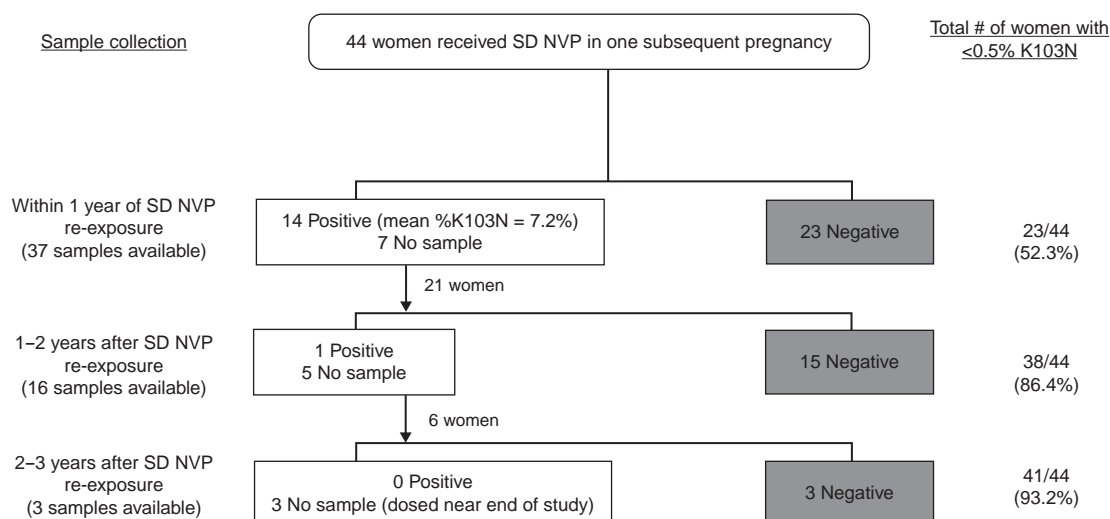 Sample collection
44 women received SD NVP in one subsequent pregnancy
Total # of women with
<0.5% K103N
Within 1 year of SD NVP
re-exposure
(37 samples available)
14 Positive (mean %K103N = 7.2%)
7 No sample
23 Negative
23/44
(52.3%)
21 women
1–2 years after SD NVP
re-exposure
(16 samples available)
1 Positive
5 No sample
15 Negative
38/44
(86.4%)
6 women
2–3 years after SD NVP
re-exposure
(3 samples available)
0 Positive
3 No sample (dosed near end of study)
3 Negative
41/44
(93.2%)